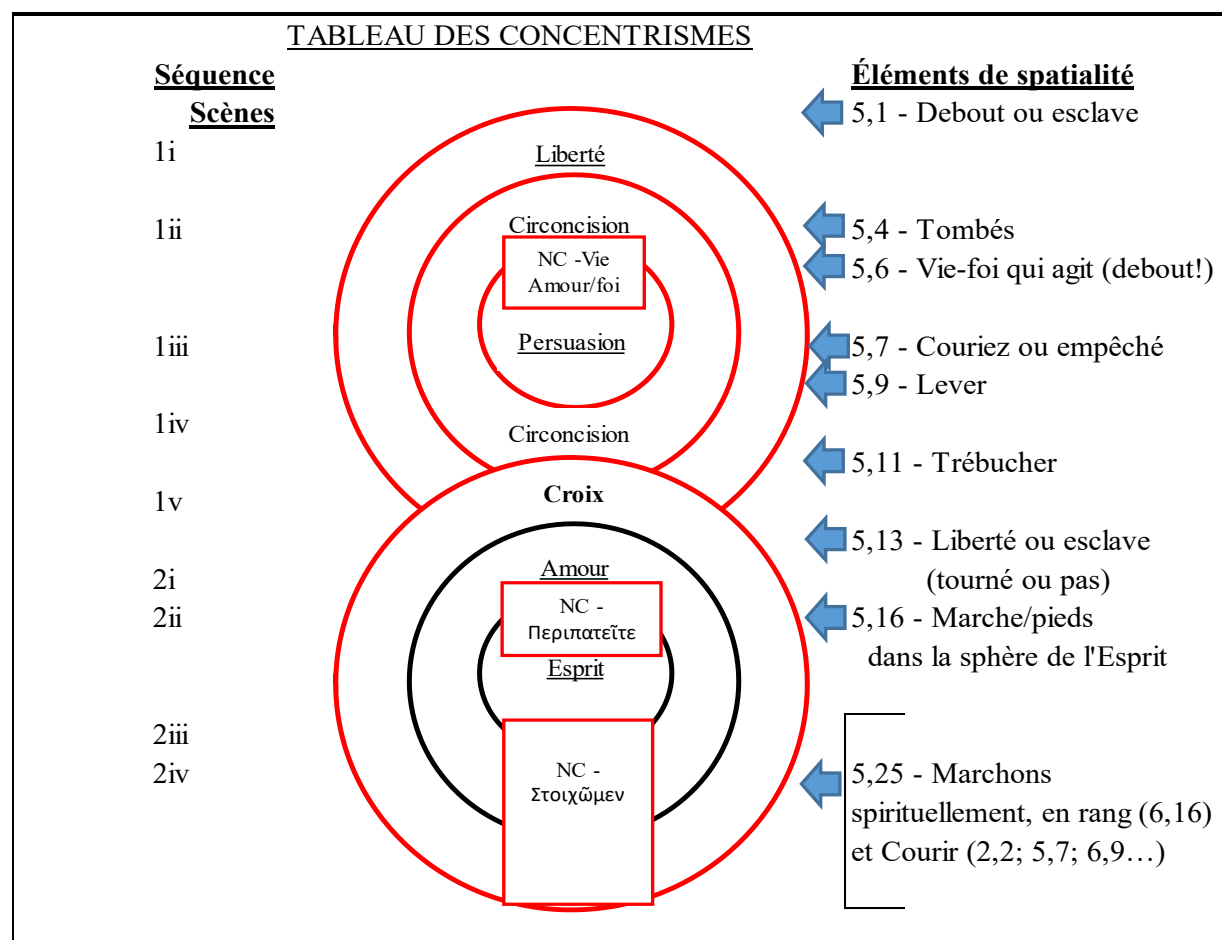 TABLEAU DES CONCENTRISMES
Séquence
Scènes
Éléments de spatialité
5,1 - Debout ou esclave
1i
Liberté
1ii
Circoncision
5,4 - Tombés
NC -Vie
Amour/foi
5,6 - Vie-foi qui agit (debout!)
1iii
Persuasion
5,7 - Couriez ou empêché
5,9 - Lever
1iv
Circoncision
5,11 - Trébucher
1v
Croix
5,13 - Liberté ou esclave
(tourné ou pas)
2i
Amour
2ii
NC -
Περιπατεῖτε
5,16 - Marche/pieds
dans la sphère de l'Esprit
Esprit
2iii
2iv
NC -
Στοιχῶμεν
5,25 - Marchons
spirituellement, en rang (6,16)
et Courir (2,2; 5,7; 6,9…)